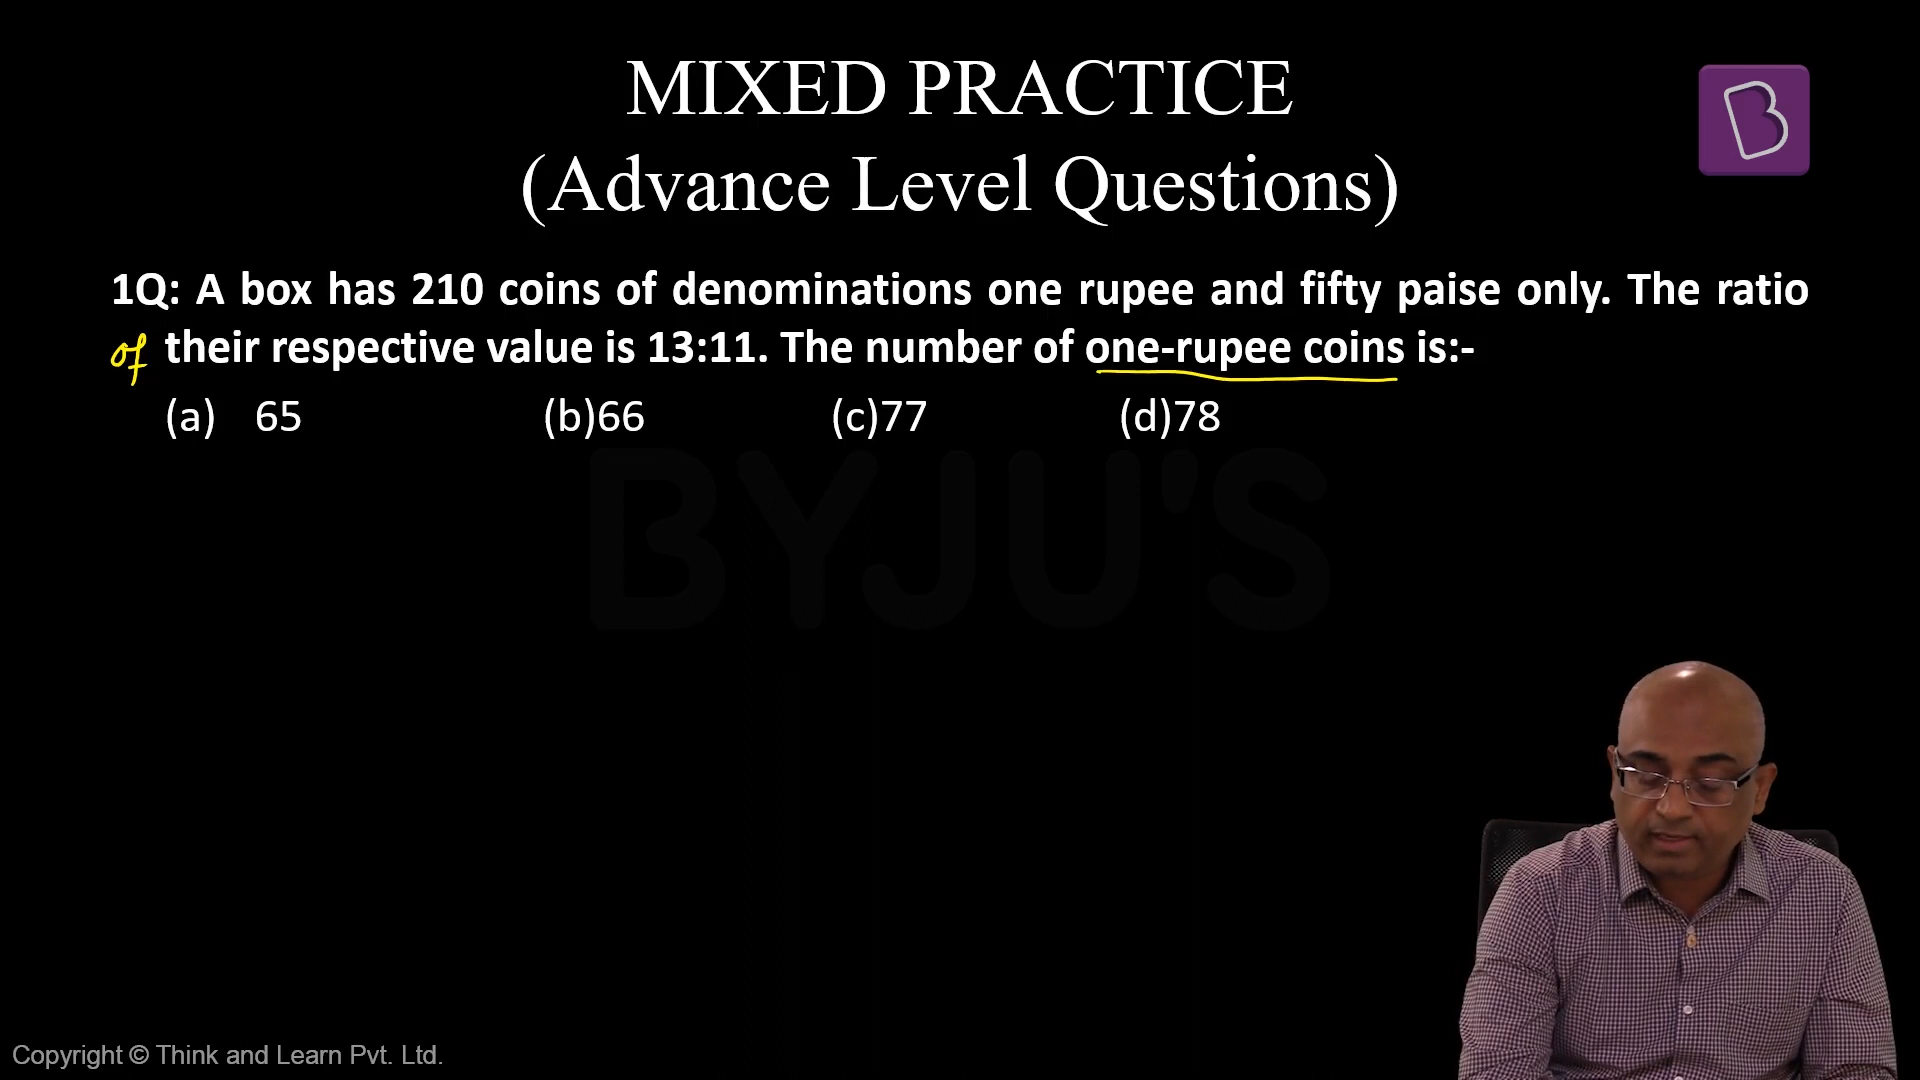 MIXED PRACTICE
(Advance Level Questions)
1Q: A box has 210 coins of denominations one rupee and fifty paise only. The ratio
of their respective value is 13:11. The number of one-rupee coins is:-
(a) 65 (b)66 (c)77 (d)78
BYJU'S
Copyright © Think and Learn Pvt. Ltd.